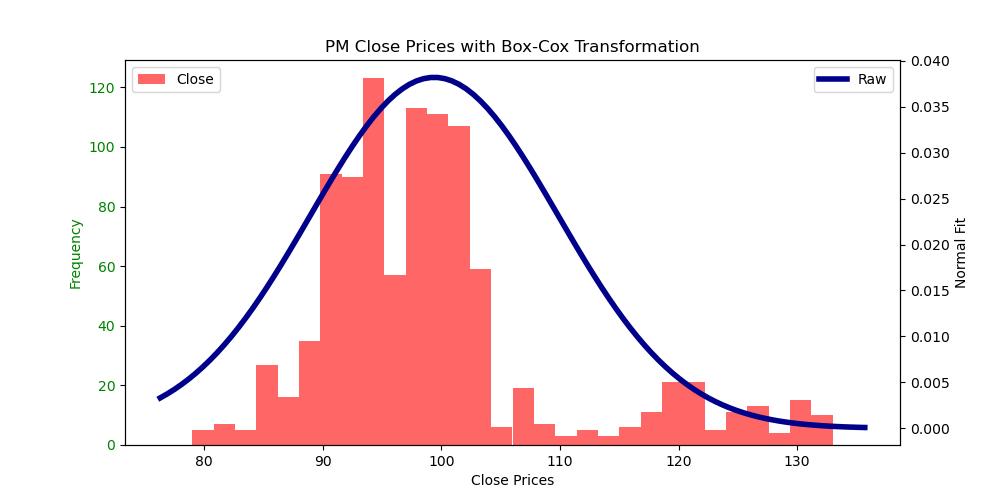 PM Close Prices with Box-Cox Transformation
Close
Raw
Frequency
120
100
80
60
40
20
0
0.040
0.035
0.030
0.025
0.020
0.015
0.010
0.005
0.000
Normal Fit
80 90 100 110 120 130
Close Prices